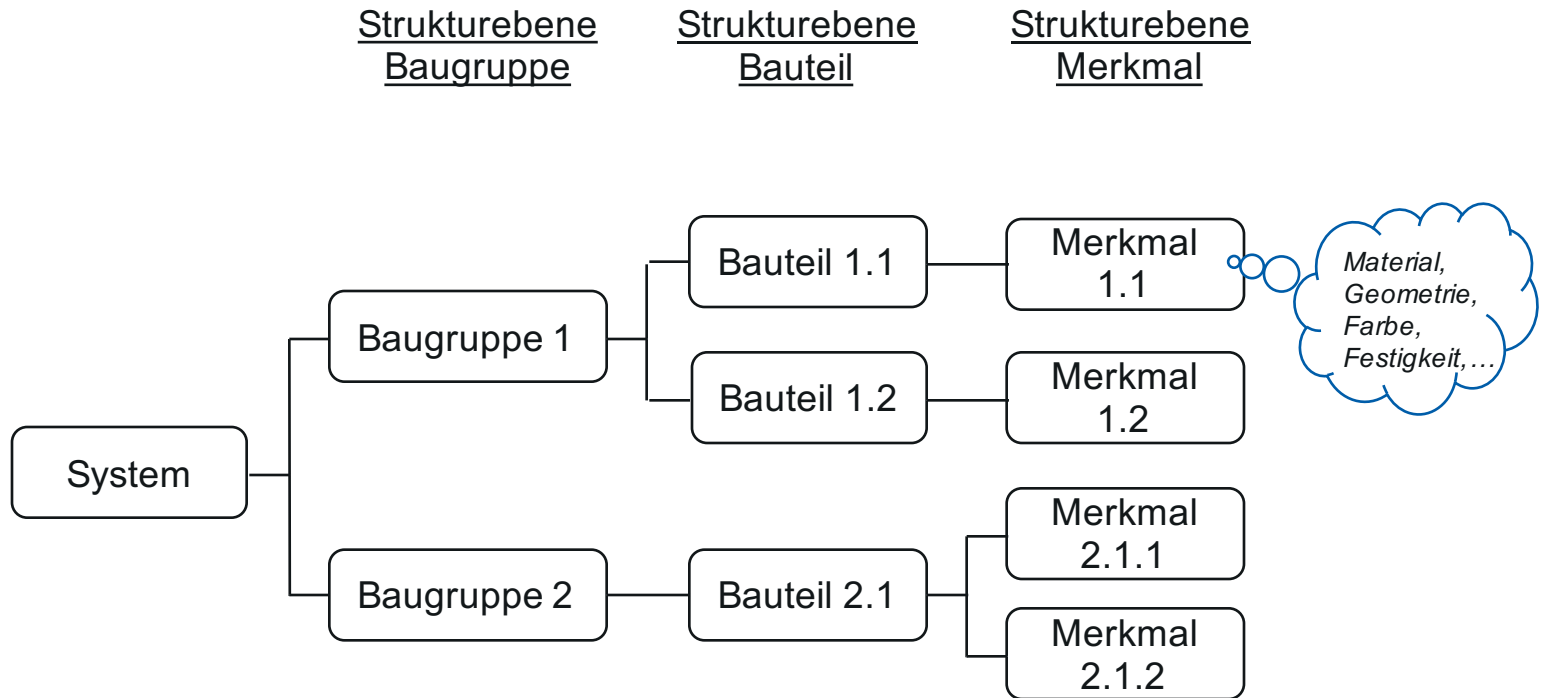 Strukturebene
Baugruppe
Strukturebene
Bauteil
Strukturebene
Merkmal
System
Baugruppe 1
Baugruppe 2
Bauteil 1.1
Bauteil 1.2
Bauteil 2.1
Merkmal
1.1
Merkmal
1.2
Merkmal
2.1.1
Merkmal
2.1.2
Material,
Geometrie,
Farbe,
Festigkeit,…